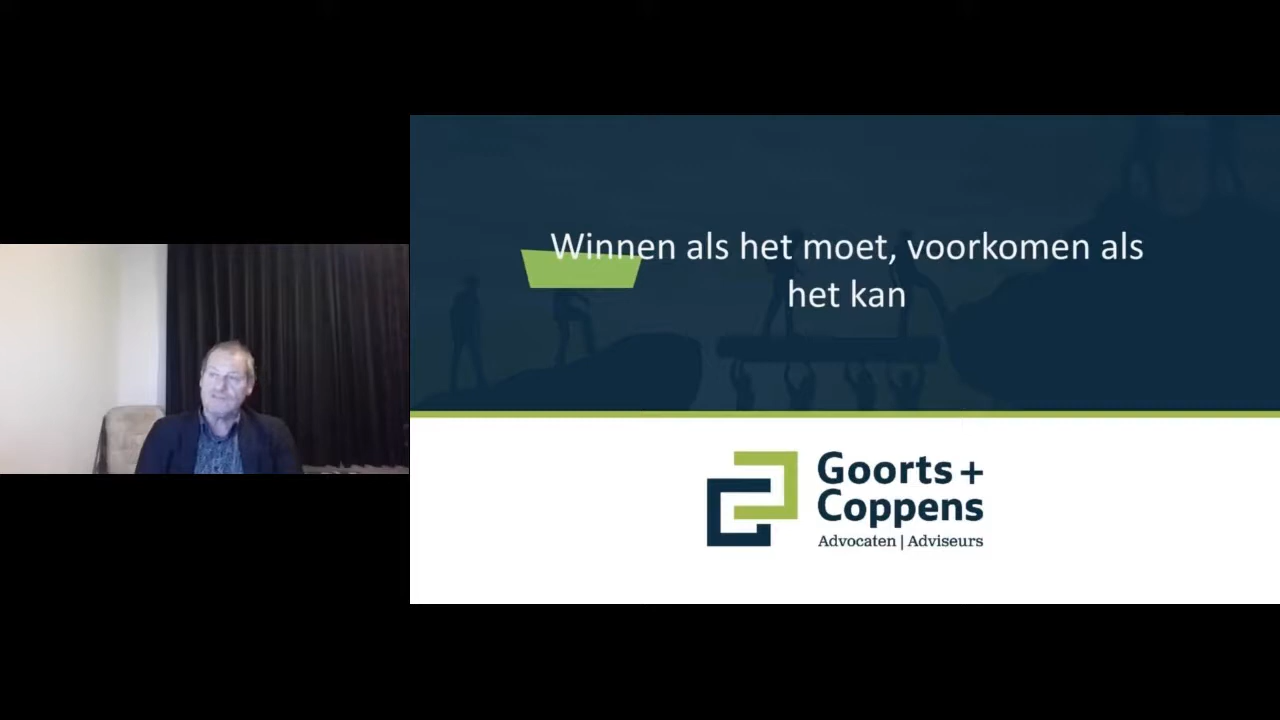 Winnen als het moet, voorkomen als
het kan
Goorts +
Coppens
Advocaten | Adviseurs